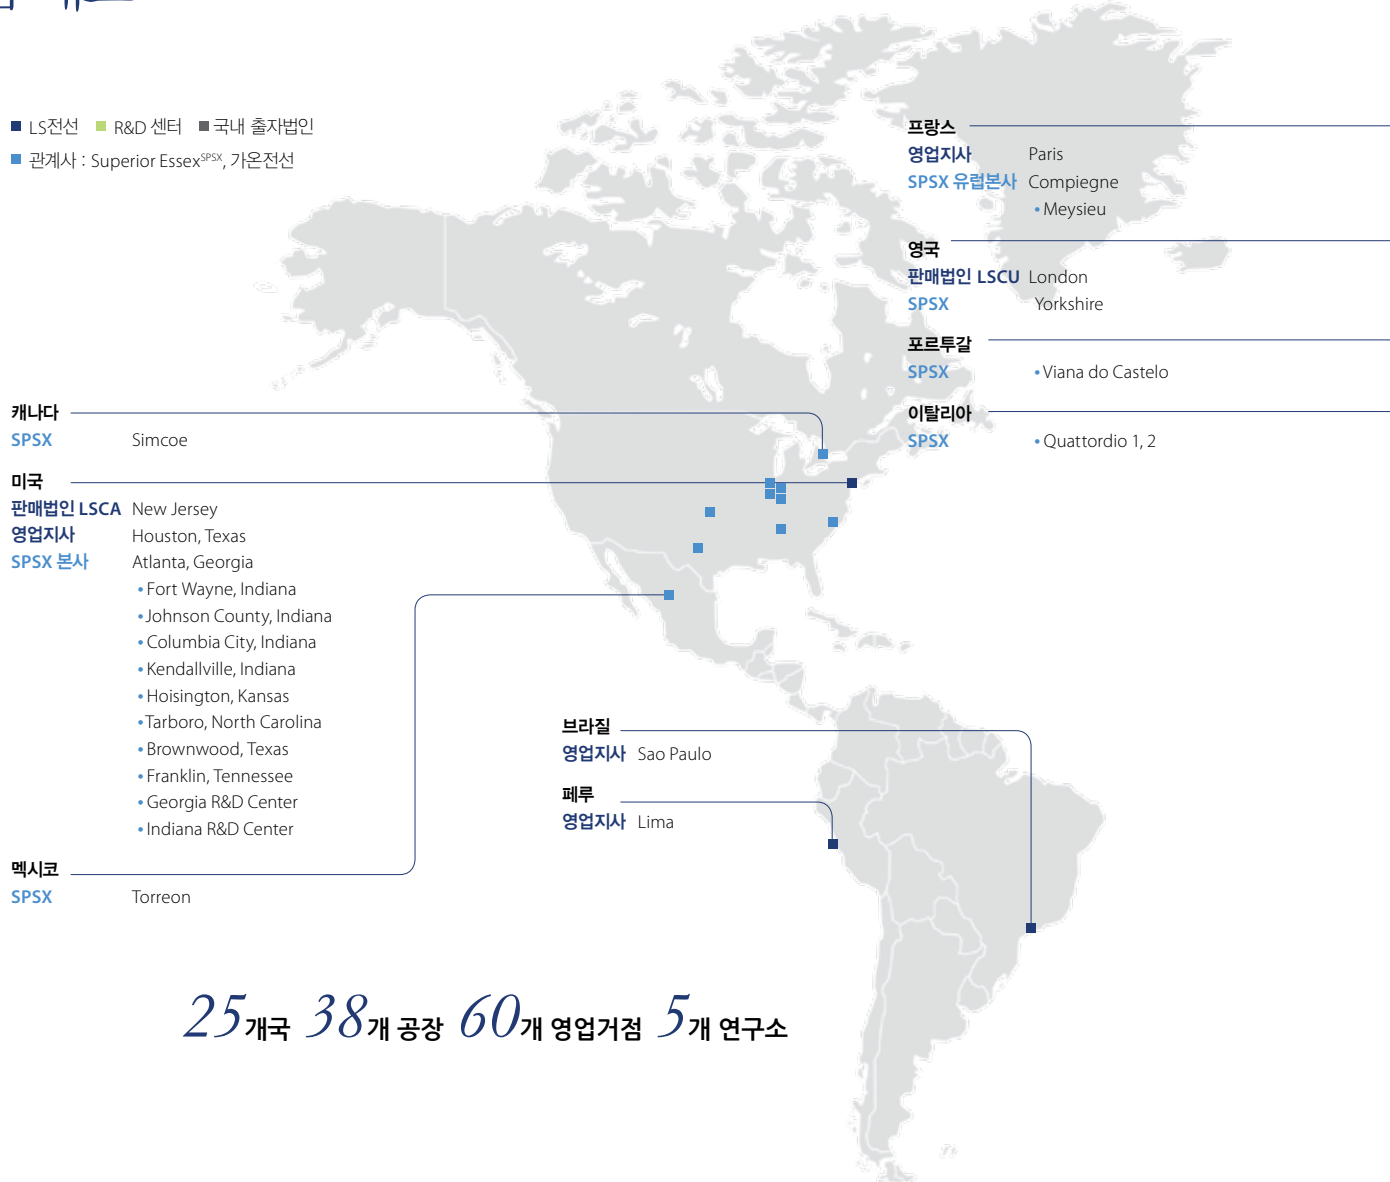 LS전선 R&D 센터 국내 출자법인
관계사 : Superior Essex^SPSX, 가온전선
프랑스
영업지사 Paris
SPSX 유럽본사 Compiegne
• Meysieu
영국
판매법인 LSCU London
SPSX Yorkshire
포르투갈
SPSX • Viana do Castelo
이탈리아
SPSX • Quattordio 1, 2
캐나다
SPSX Simcoe
미국
판매법인 LSCA New Jersey
영업지사 Houston, Texas
SPSX 본사 Atlanta, Georgia
• Fort Wayne, Indiana
• Johnson County, Indiana
• Columbia City, Indiana
• Kendallville, Indiana
• Hoisington, Kansas
• Tarboro, North Carolina
• Brownwood, Texas
• Franklin, Tennessee
• Georgia R&D Center
• Indiana R&D Center
멕시코
SPSX Torreon
브라질
영업지사 Sao Paulo
페루
영업지사 Lima
25개국 38개 공장 60개 영업거점 5개 연구소